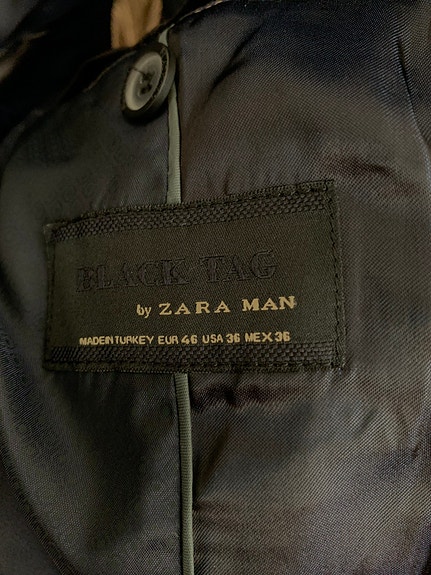 BLACK TAG
by ZARA MAN
MADE IN TURKEY EUR 46 USA 36 MEX 36